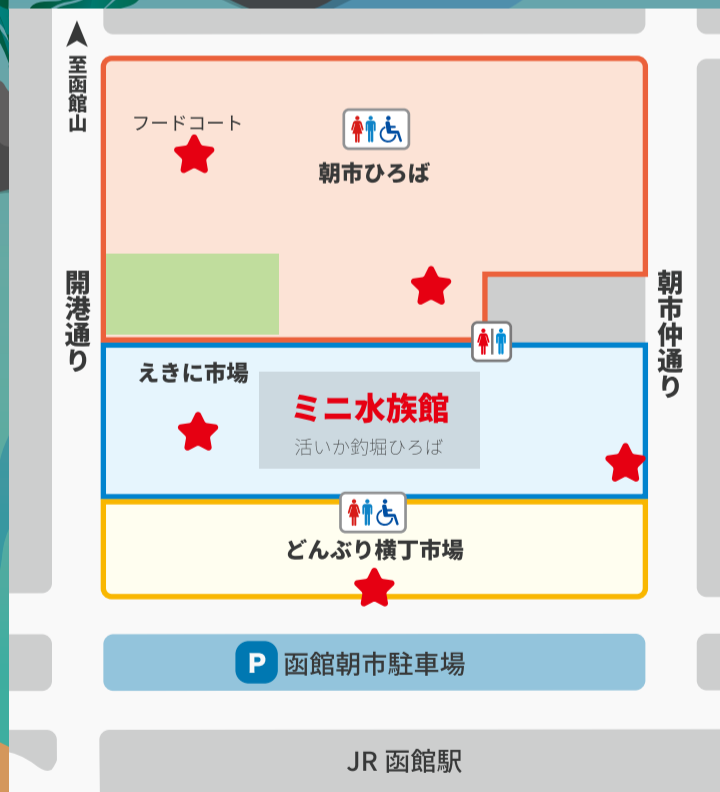 至函館山
フードコート
朝市ひろば
開港通り
朝市仲通り
えきに市場
ミニ水族館
活いか釣堀ひろば
どんぶり横丁市場
P 函館朝市駐車場
JR 函館駅